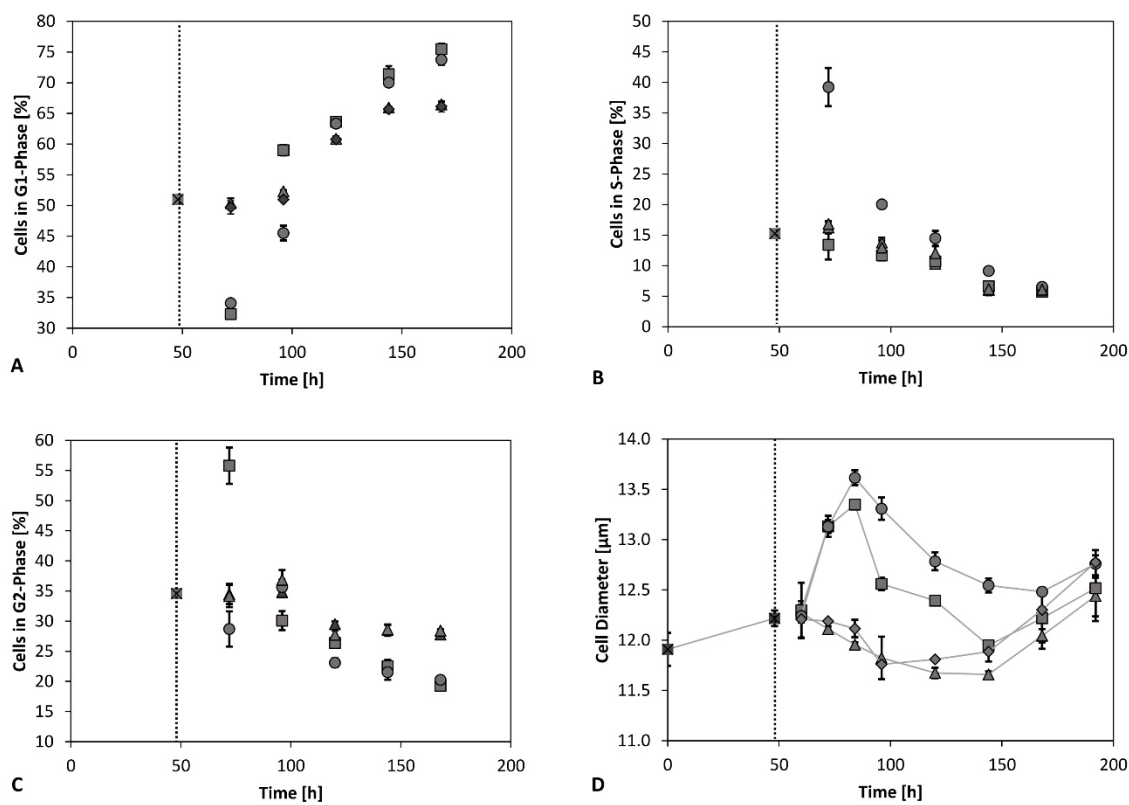 80
75
70
65
60
55
50
45
40
35
30
Cells in G1-Phase [%]
0 50 100 150 200
Time [h]
A
50
45
40
35
30
25
20
15
10
5
0
Cells in S-Phase [%]
0 50 100 150 200
Time [h]
B
60
55
50
45
40
35
30
25
20
15
10
Cells in G2-Phase [%]
0 50 100 150 200
Time [h]
C
14.0
13.5
13.0
12.5
12.0
11.5
11.0
Cell Diameter [µm]
0 50 100 150 200
Time [h]
D